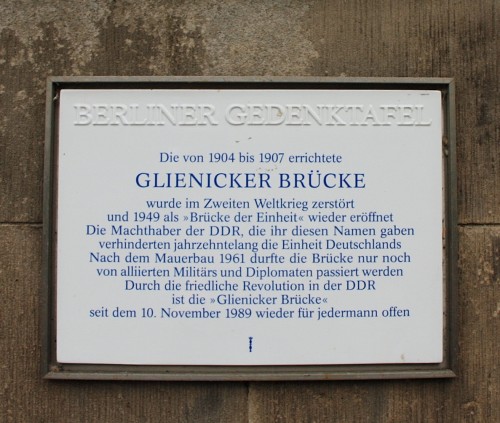 BERLINER GEDENKTAFEL
Die von 1904 bis 1907 errichtete
GLIENICKER BRÜCKE
wurde im Zweiten Weltkrieg zerstört
und 1949 als »Brücke der Einheit« wieder eröffnet
Die Machthaber der DDR, die ihr diesen Namen gaben
verhinderten jahrzehntelang die Einheit Deutschlands
Nach dem Mauerbau 1961 durfte die Brücke nur noch
von alliierten Militärs und Diplomaten passiert werden
Durch die friedliche Revolution in der DDR
ist die »Glienicker Brücke«
seit dem 10. November 1989 wieder für jedermann offen